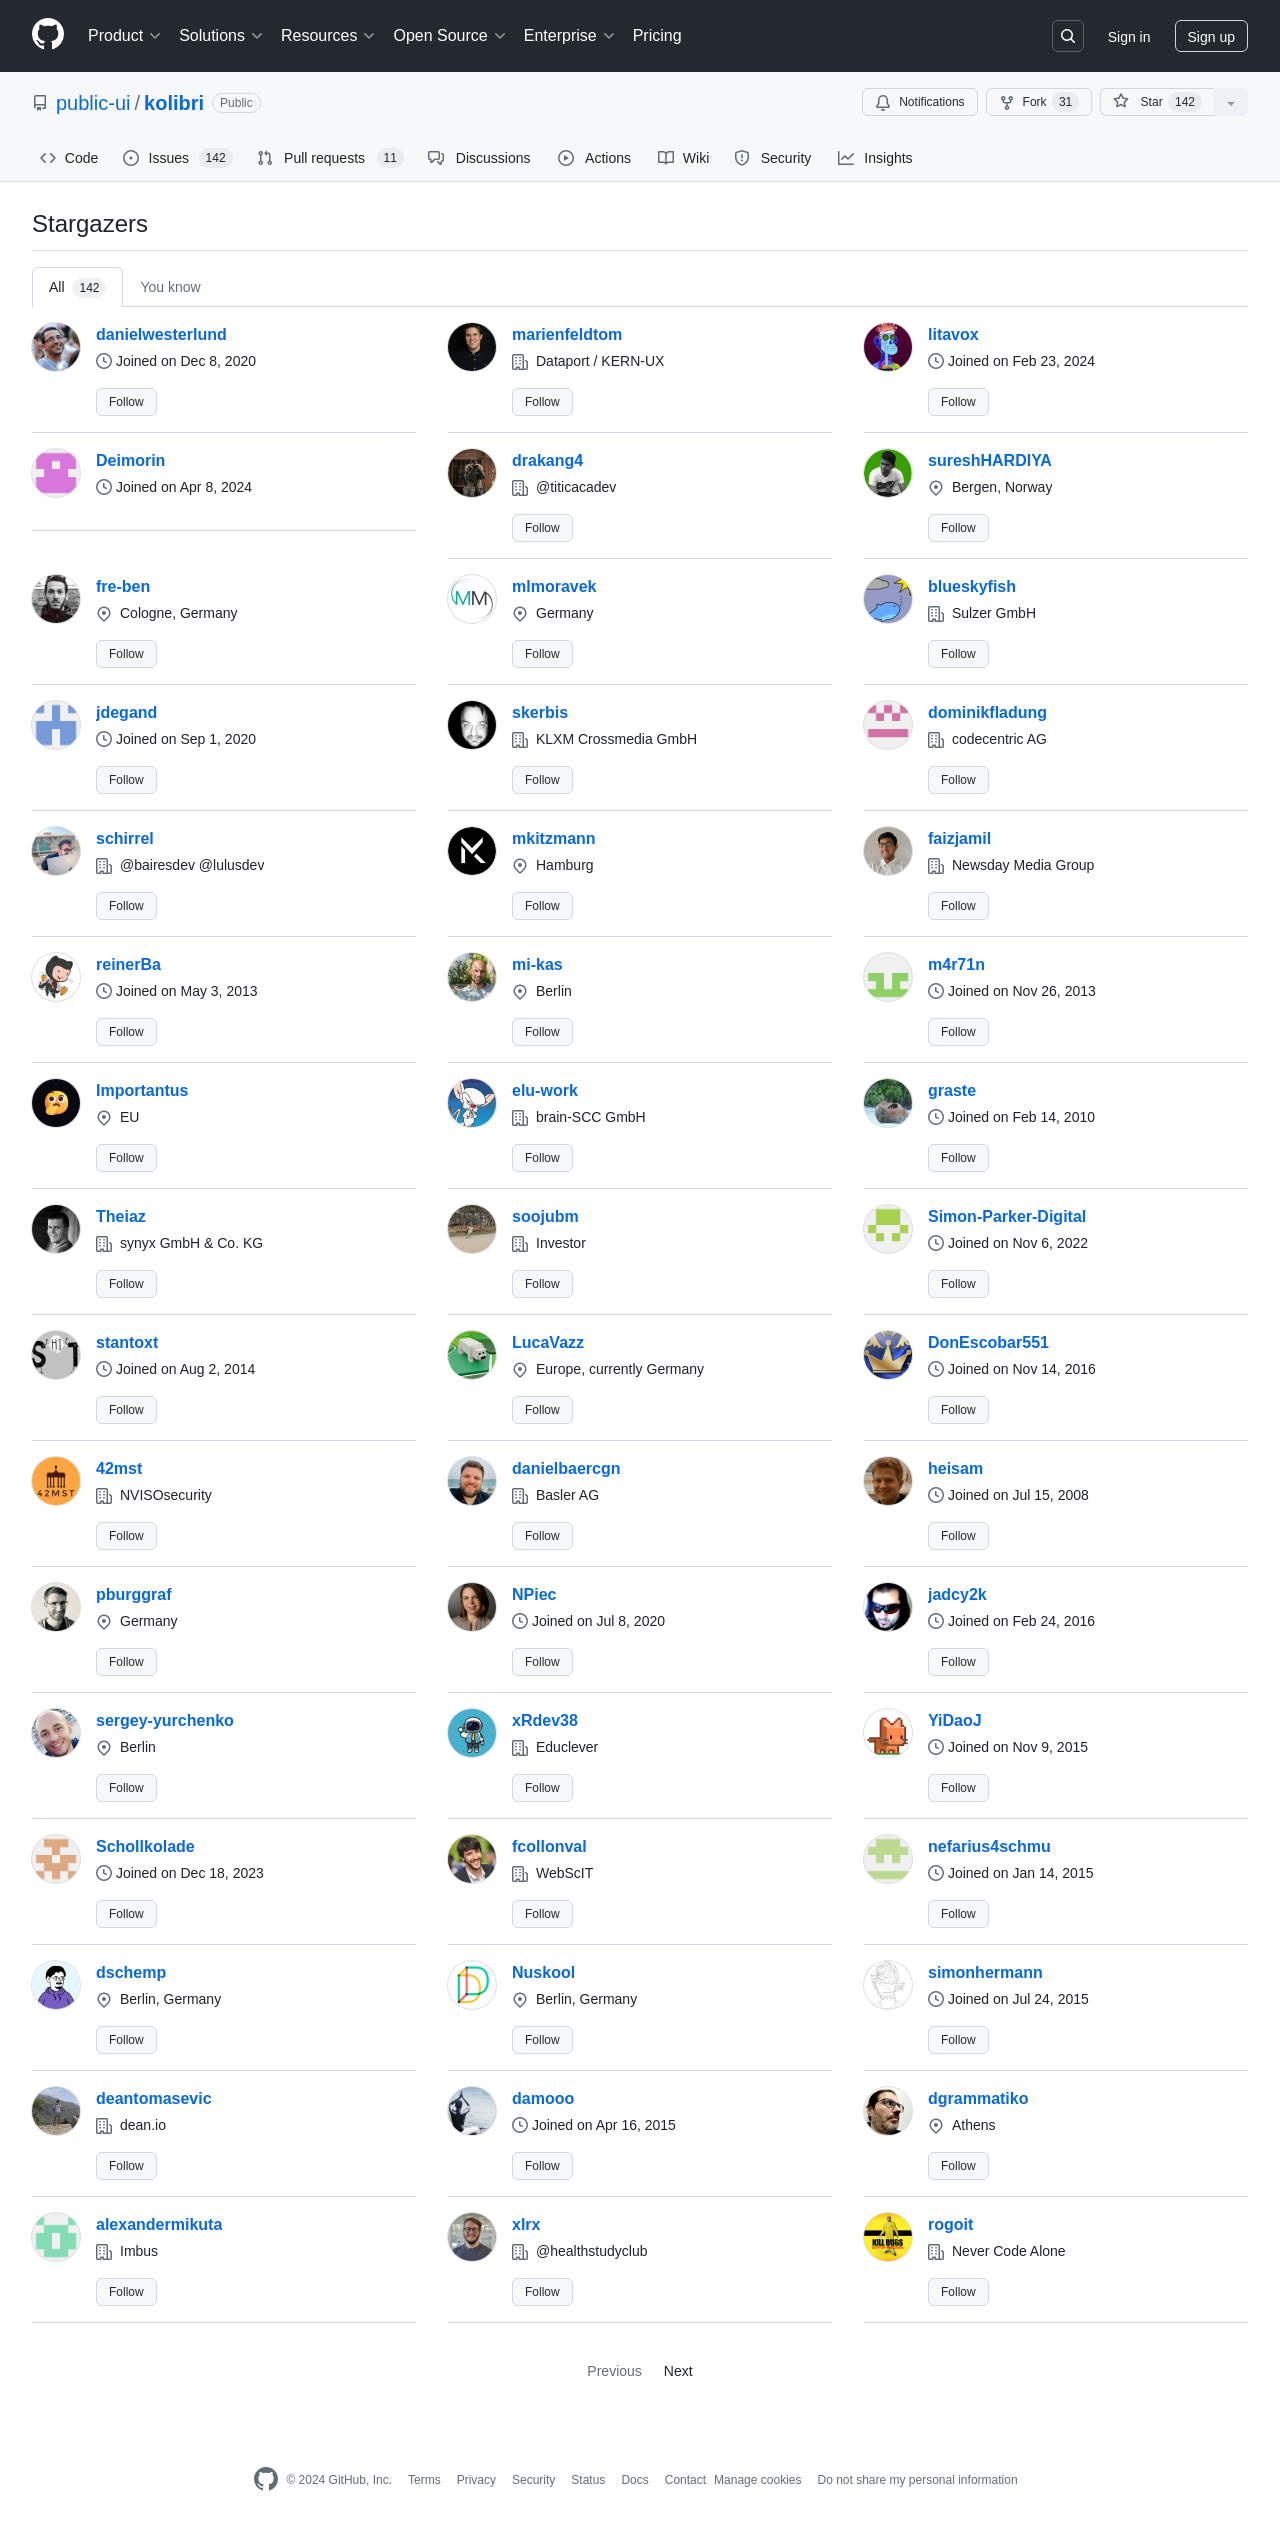 Product Solutions Resources Open Source Enterprise Pricing Sign in Sign up
public-ui / kolibri Public Notifications Fork 31 Star 142
Code Issues 142 Pull requests 11 Discussions Actions Wiki Security Insights
Stargazers
All 142 You know
danielwesterlund marienfeldtom litavox
Joined on Dec 8, 2020 Dataport / KERN-UX Joined on Feb 23, 2024
Follow Follow Follow
Deimorin drakang4 sureshHARDIYA
Joined on Apr 8, 2024 @titicacadev Bergen, Norway
Follow Follow
fre-ben mlmoravek blueskyfish
Cologne, Germany Germany Sulzer GmbH
Follow Follow Follow
jdegand skerbis dominikfladung
Joined on Sep 1, 2020 KLXM Crossmedia GmbH codecentric AG
Follow Follow Follow
schirrel mkitzmann faizjamil
@bairesdev @lulusdev Hamburg Newsday Media Group
Follow Follow Follow
reinerBa mi-kas m4r71n
Joined on May 3, 2013 Berlin Joined on Nov 26, 2013
Follow Follow Follow
Importantus elu-work graste
EU brain-SCC GmbH Joined on Feb 14, 2010
Follow Follow Follow
Theiaz soojubm Simon-Parker-Digital
synyx GmbH & Co. KG Investor Joined on Nov 6, 2022
Follow Follow Follow
stantoxt LucaVazz DonEscobar551
Joined on Aug 2, 2014 Europe, currently Germany Joined on Nov 14, 2016
Follow Follow Follow
42mst danielbaercgn heisam
42MST NVISOsecurity Basler AG Joined on Jul 15, 2008
Follow Follow Follow
pburggraf NPiec jadcy2k
Germany Joined on Jul 8, 2020 Joined on Feb 24, 2016
Follow Follow Follow
sergey-yurchenko xRdev38 YiDaoJ
Berlin Educlever Joined on Nov 9, 2015
Follow Follow Follow
Schollkolade fcollonval nefarius4schmu
Joined on Dec 18, 2023 WebScIT Joined on Jan 14, 2015
Follow Follow Follow
dschemp Nuskool simonhermann
Berlin, Germany Berlin, Germany Joined on Jul 24, 2015
Follow Follow Follow
deantomasevic damooo dgrammatiko
dean.io Joined on Apr 16, 2015 Athens
Follow Follow Follow
alexandermikuta xlrx rogoit
Imbus @healthstudyclub KILL BUGS Never Code Alone
Follow Follow Follow
Previous Next
© 2024 GitHub, Inc. Terms Privacy Security Status Docs Contact Manage cookies Do not share my personal information